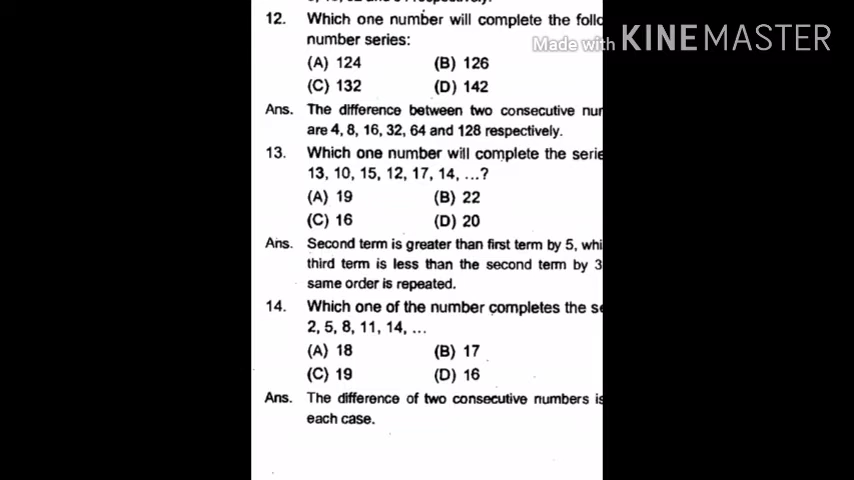 12. Which one number will complete the
number series:
(A) 124 (B) 126
(C) 132 (D) 142
Ans. The difference between two consecutive
are 4, 8, 16, 32, 64 and 128 respectively.
13. Which one number will complete the
13, 10, 15, 12, 17, 14, ...?
(A) 19 (B) 22
(C) 16 (D) 20
Ans. Second term is greater than first term by 5,
third term is less than the second term by 3
same order is repeated.
14. Which one of the number completes the
2, 5, 8, 11, 14, ...
(A) 18 (B) 17
(C) 19 (D) 16
Ans. The difference of two consecutive numbers is
each case.
Made with KINEMASTER